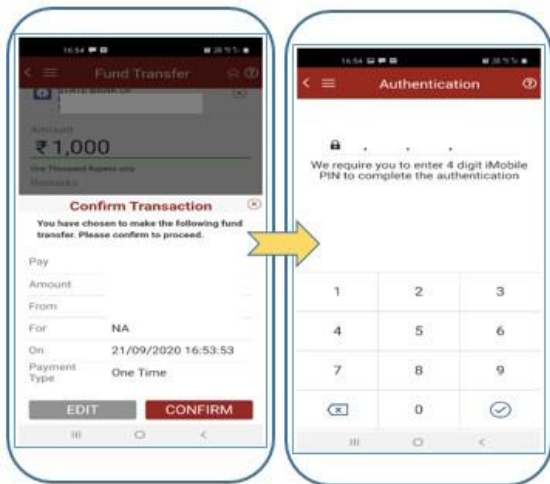 16:54
Fund Transfer
STATE BANK OF
Amount
₹ 1,000
One Thousand Rupees only
Remarks
Confirm Transaction
You have chosen to make the following fund
transfer. Please confirm to proceed.
Pay
Amount
From
For NA
On 21/09/2020 16:53:53
Payment
Type One Time
EDIT CONFIRM
16:54
Authentication
We require you to enter 4 digit iMobile
PIN to complete the authentication
1 2 3
4 5 6
7 8 9
0